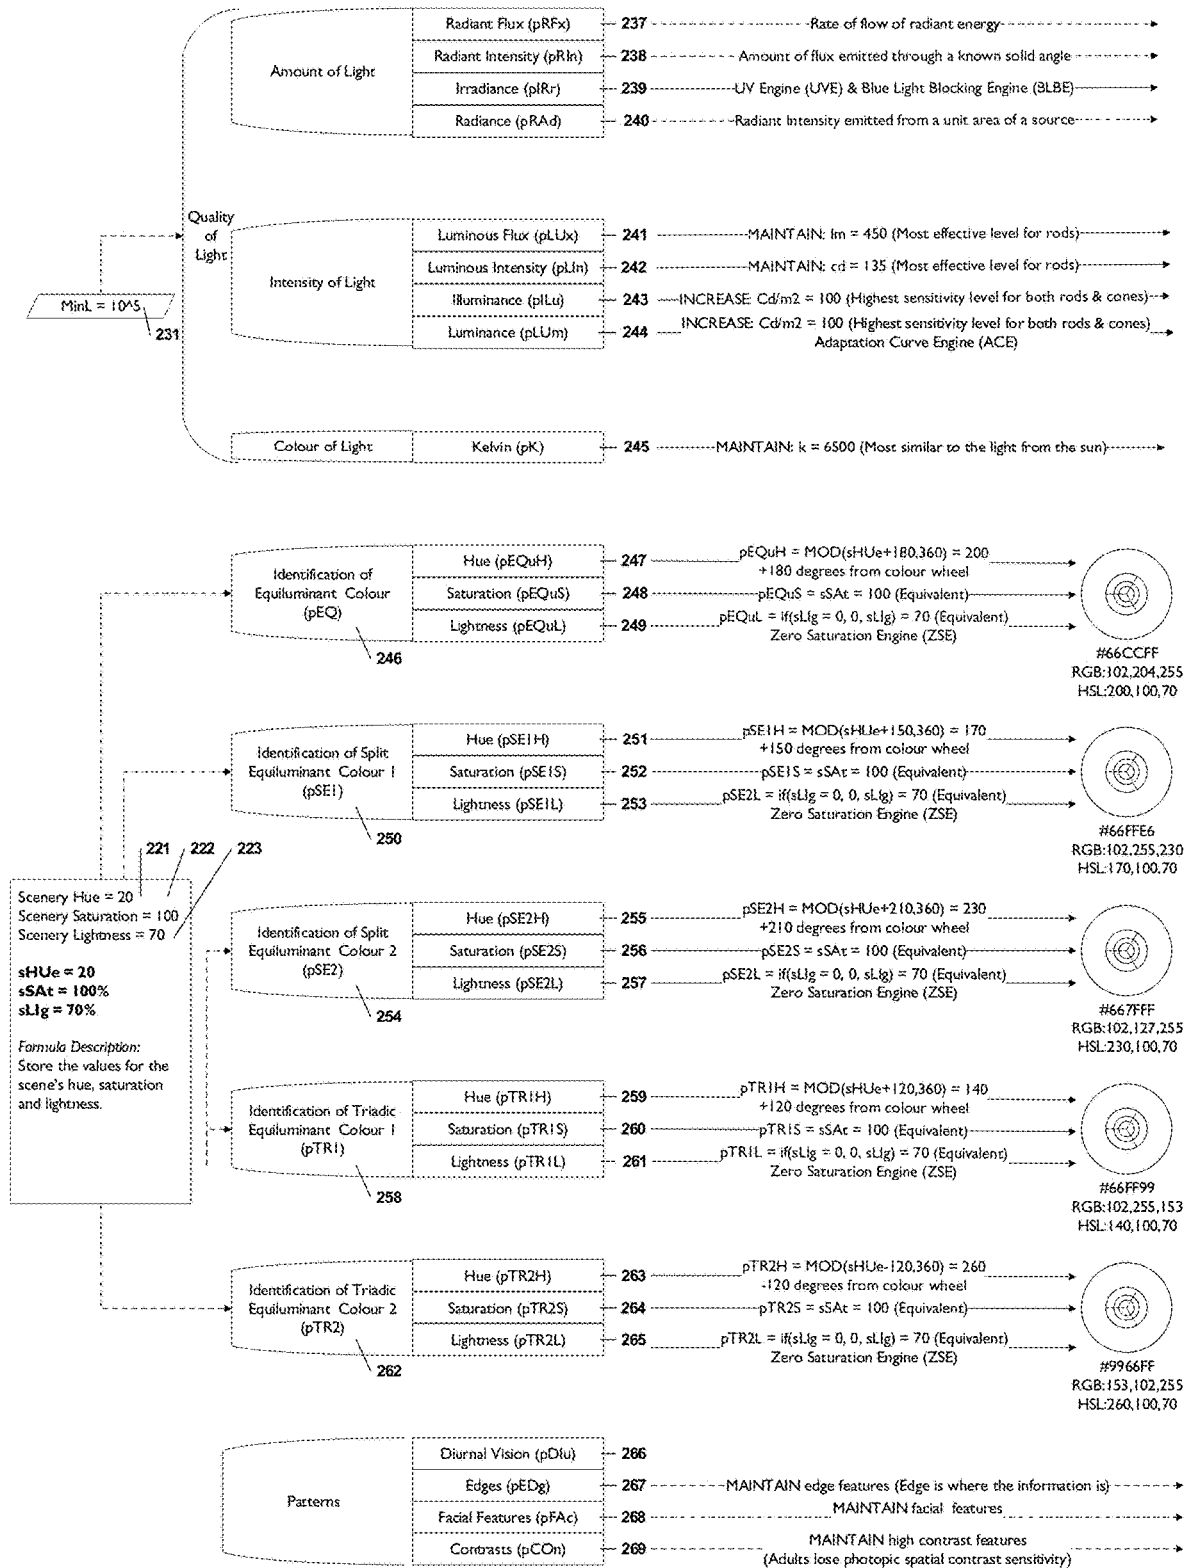 Radiant Flux (pRFx) 237 Rate of flow of radiant energy
Radiant Intensity (pRIn) 238 Amount of flux emitted through a known solid angle
Amount of Light
Irradiance (pIRr) 239 UV Engine (UVE) & Blue Light Blocking Engine (BLBE)
Radiance (pRAd) 240 Radiant Intensity emitted from a unit area of a source
Quality
of
Light
Luminous Flux (pLUx) 241 MAINTAIN: lm = 450 (Most effective level for rods)
Luminous Intensity (pLIn) 242 MAINTAIN: cd = 135 (Most effective level for rods)
Intensity of Light
Illuminance (pILu) 243 INCREASE: Cd/m2 = 100 (Highest sensitivity level for both rods & cones)
Luminance (pLUm) 244 INCREASE: Cd/m2 = 100 (Highest sensitivity level for both rods & cones)
Adaptation Curve Engine (ACE)
MinL = 10^5
231
Colour of Light Kelvin (pK) 245 MAINTAIN: k = 6500 (Most similar to the light from the sun)
Identification of
Equiluminant Colour
(pEQ)
246
Hue (pEQuH) 247 pEQuH = MOD(sHUe+180,360) = 200
+180 degrees from colour wheel
Saturation (pEQuS) 248 pEQuS = sSAt = 100 (Equivalent)
Lightness (pEQuL) 249 pEQuL = if(sLIg = 0, 0, sLIg) = 70 (Equivalent)
Zero Saturation Engine (ZSE)
#66CCFF
RGB:102,204,255
HSL:200,100,70
Identification of Split
Equiluminant Colour 1
(pSE1)
250
Hue (pSE1H) 251 pSE1H = MOD(sHUe+150,360) = 170
+150 degrees from colour wheel
Saturation (pSE1S) 252 pSE1S = sSAt = 100 (Equivalent)
Lightness (pSE1L) 253 pSE2L = if(sLIg = 0, 0, sLIg) = 70 (Equivalent)
Zero Saturation Engine (ZSE)
#66FFE6
RGB:102,255,230
HSL:170,100,70
221 222 223
Scenery Hue = 20
Scenery Saturation = 100
Scenery Lightness = 70
sHUe = 20
sSAt = 100%
sLIg = 70%
Formula Description:
Store the values for the
scene's hue, saturation
and lightness.
Identification of Split
Equiluminant Colour 2
(pSE2)
254
Hue (pSE2H) 255 pSE2H = MOD(sHUe+210,360) = 230
+210 degrees from colour wheel
Saturation (pSE2S) 256 pSE2S = sSAt = 100 (Equivalent)
Lightness (pSE2L) 257 pSE2L = if(sLIg = 0, 0, sLIg) = 70 (Equivalent)
Zero Saturation Engine (ZSE)
#667FFF
RGB:102,127,255
HSL:230,100,70
Identification of Triadic
Equiluminant Colour 1
(pTR1)
258
Hue (pTR1H) 259 pTR1H = MOD(sHUe+120,360) = 140
+120 degrees from colour wheel
Saturation (pTR1S) 260 pTR1S = sSAt = 100 (Equivalent)
Lightness (pTR1L) 261 pTR1L = if(sLIg = 0, 0, sLIg) = 70 (Equivalent)
Zero Saturation Engine (ZSE)
#66FF99
RGB:102,255,153
HSL:140,100,70
Identification of Triadic
Equiluminant Colour 2
(pTR2)
262
Hue (pTR2H) 263 pTR2H = MOD(sHUe-120,360) = 260
-120 degrees from colour wheel
Saturation (pTR2S) 264 pTR2S = sSAt = 100 (Equivalent)
Lightness (pTR2L) 265 pTR2L = if(sLIg = 0, 0, sLIg) = 70 (Equivalent)
Zero Saturation Engine (ZSE)
#9966FF
RGB:153,102,255
HSL:260,100,70
Patterns
Diurnal Vision (pDIu) 266
Edges (pEDg) 267 MAINTAIN edge features (Edge is where the information is)
Facial Features (pFAc) 268 MAINTAIN facial features
Contrasts (pCOn) 269 MAINTAIN high contrast features
(Adults lose photopic spatial contrast sensitivity)